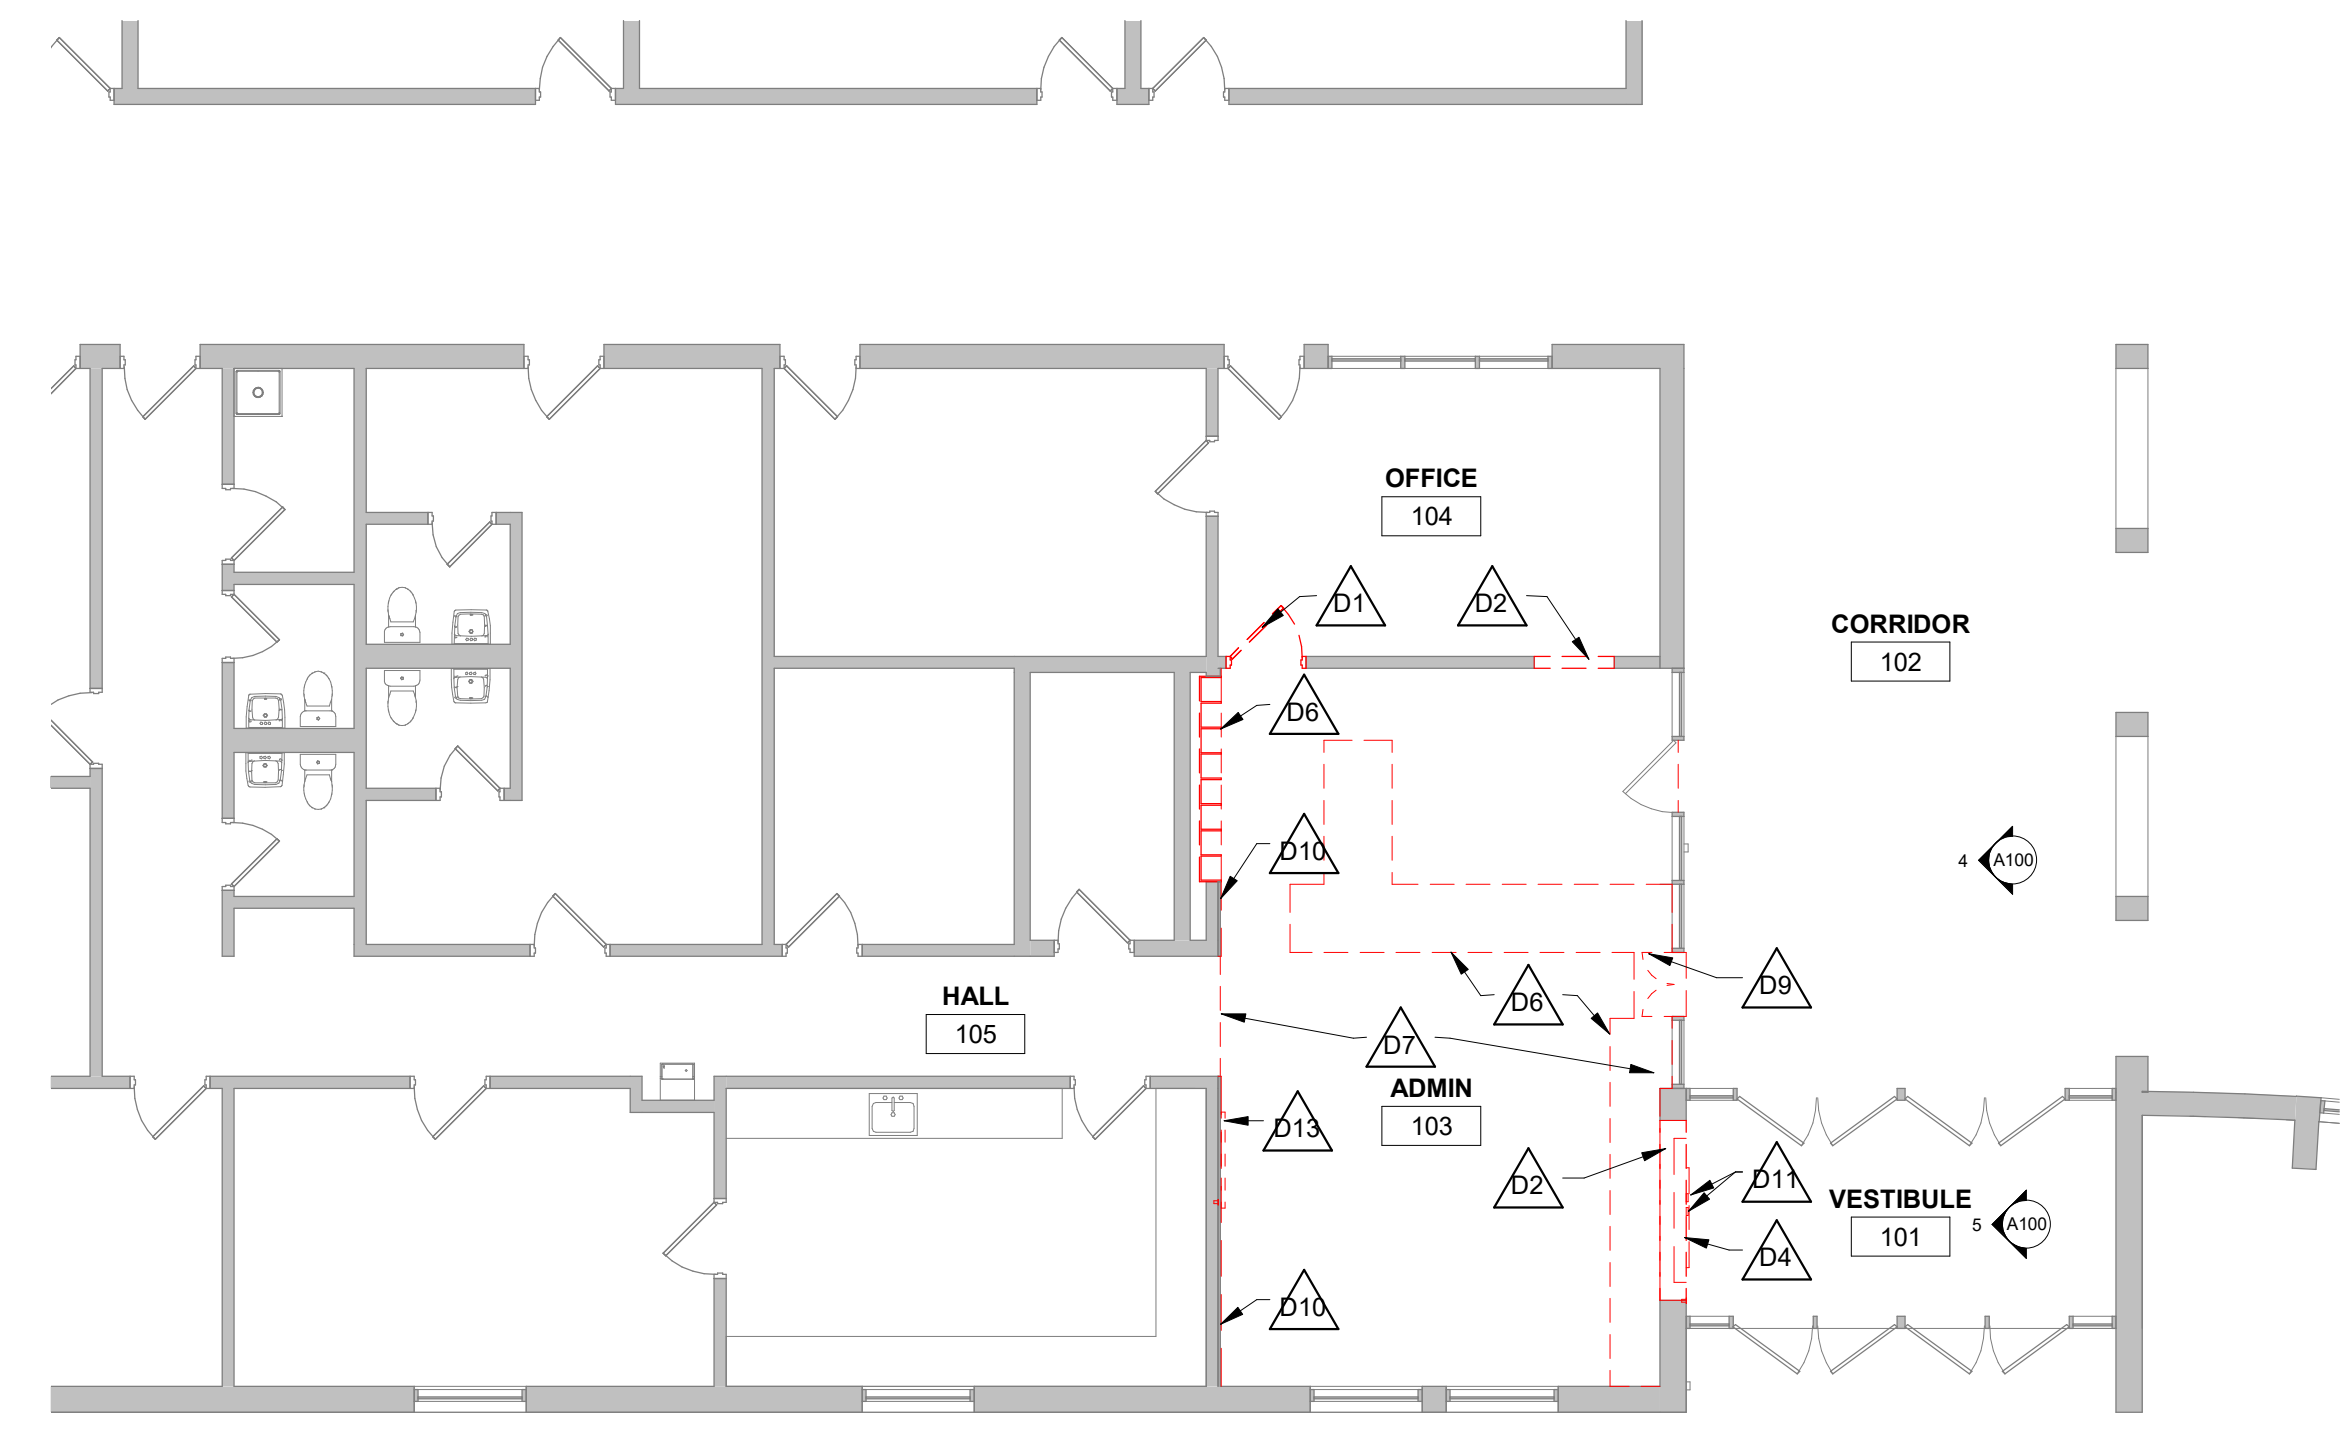 OFFICE
104
D1
D2
CORRIDOR
102
D6
D10
4
A100
D9
HALL
105
D6
D7
ADMIN
103
D13
D2
D11
VESTIBULE
101
5
A100
D4
D10